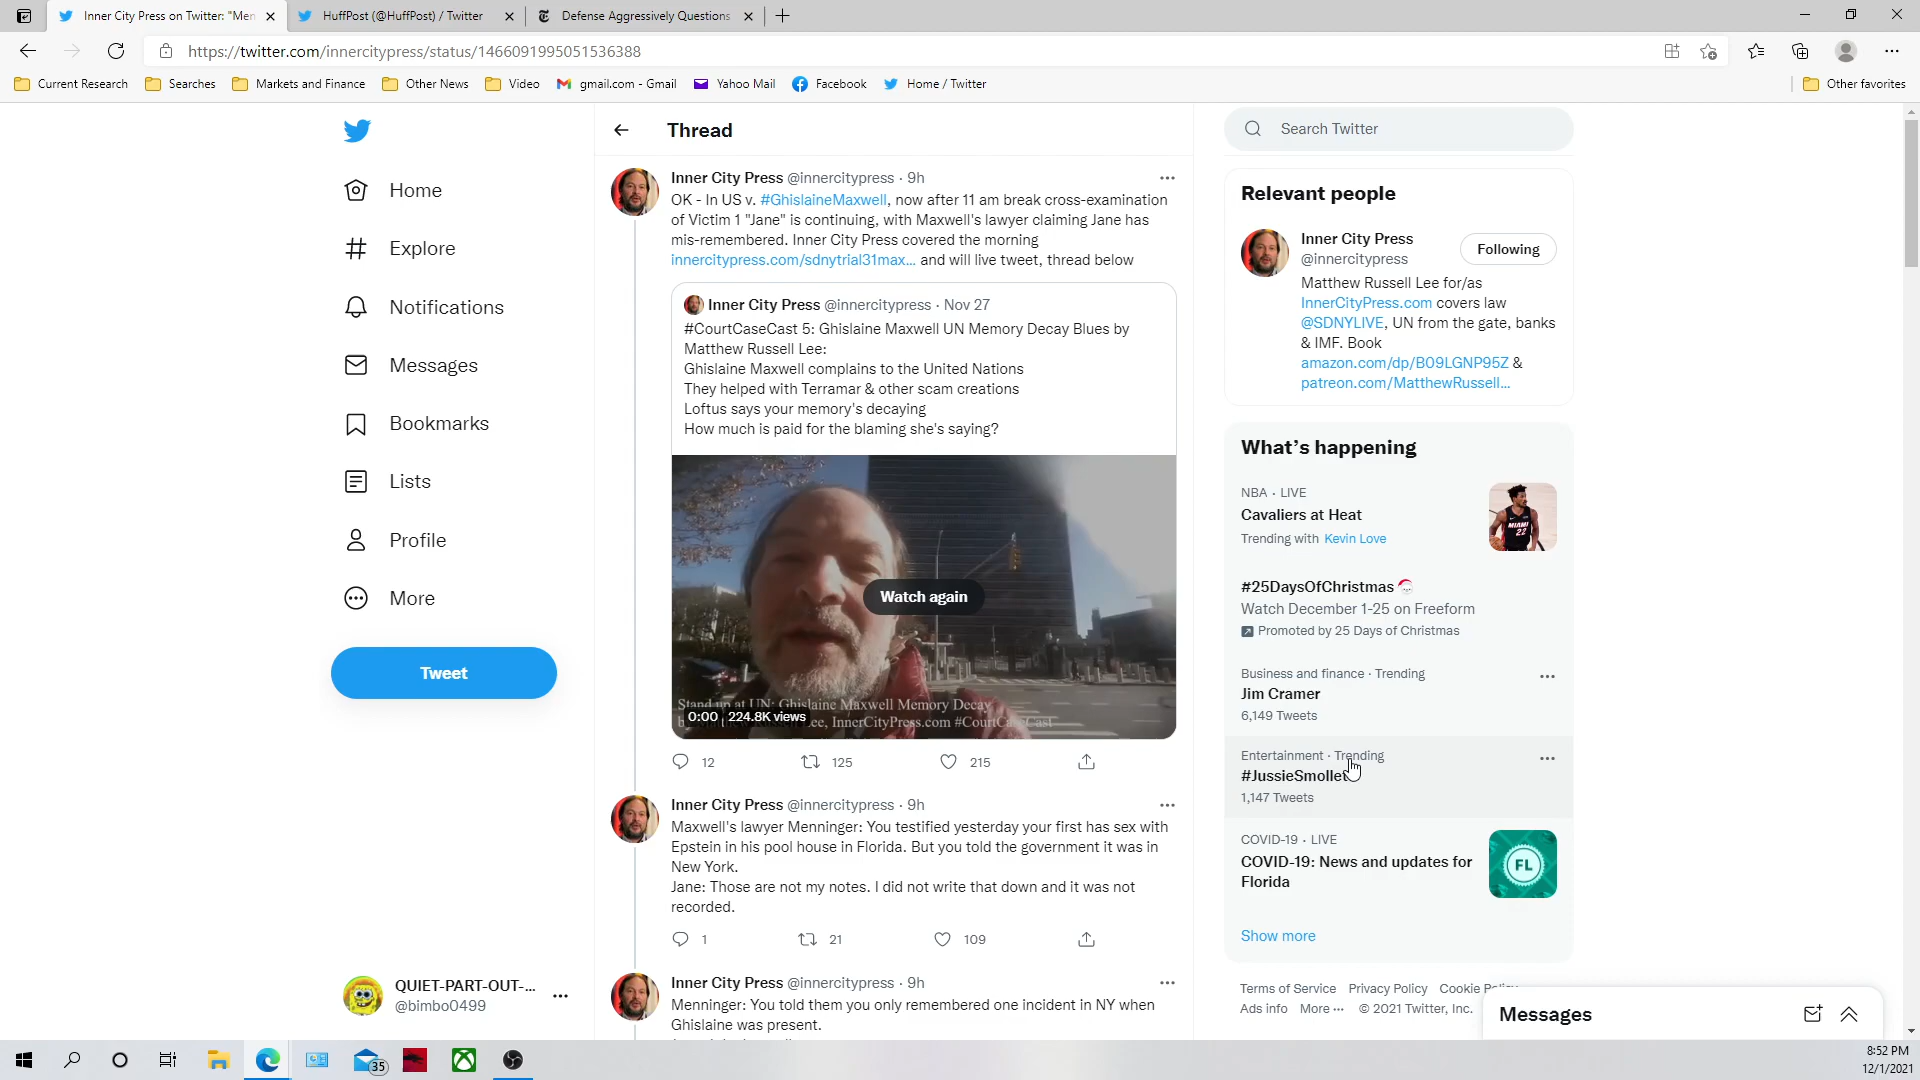 Inner City Press on Twitter: "Men
HuffPost (@HuffPost) / Twitter
Defense Aggressively Questions
https://twitter.com/innercitypress/status/1466091995051536388
Current Research
Searches
Markets and Finance
Other News
Video
gmail.com - Gmail
Yahoo Mail
Facebook
Home / Twitter
Other favorites
Home
Explore
Notifications
Messages
Bookmarks
Lists
Profile
More
Tweet
QUIET-PART-OUT-...
@bimbo0499
Thread
Inner City Press @innercitypress · 9h
OK - In US v. #GhislaineMaxwell, now after 11 am break cross-examination
of Victim 1 "Jane" is continuing, with Maxwell's lawyer claiming Jane has
mis-remembered. Inner City Press covered the morning
innercitypress.com/sdnytrial31max... and will live tweet, thread below
Inner City Press @innercitypress · Nov 27
#CourtCaseCast 5: Ghislaine Maxwell UN Memory Decay Blues by
Matthew Russell Lee:
Ghislaine Maxwell complains to the United Nations
They helped with Terramar & other scam creations
Loftus says your memory's decaying
How much is paid for the blaming she's saying?
Watch again
Stand up at UN: Ghislaine Maxwell Memory Decay
Lee, InnerCityPress.com #CourtCaseCast
0:00 224.8K views
12 125 215
Inner City Press @innercitypress · 9h
Maxwell's lawyer Menninger: You testified yesterday your first has sex with
Epstein in his pool house in Florida. But you told the government it was in
New York.
Jane: Those are not my notes. I did not write that down and it was not
recorded.
1 21 109
Inner City Press @innercitypress · 9h
Menninger: You told them you only remembered one incident in NY when
Ghislaine was present.
Search Twitter
Relevant people
Inner City Press
@innercitypress
Following
Matthew Russell Lee for/as
InnerCityPress.com covers law
@SDNYLIVE, UN from the gate, banks
& IMF. Book
amazon.com/dp/B09LGNP95Z &
patreon.com/MatthewRussell...
What's happening
NBA · LIVE
Cavaliers at Heat
Trending with Kevin Love
MIAMI
22
#25DaysOfChristmas
Watch December 1-25 on Freeform
Promoted by 25 Days of Christmas
Business and finance · Trending
Jim Cramer
6,149 Tweets
Entertainment · Trending
#JussieSmollet
1,147 Tweets
COVID-19 · LIVE
COVID-19: News and updates for
Florida
FL
Show more
Terms of Service Privacy Policy Cookie Policy
Ads info More ··· © 2021 Twitter, Inc.
Messages
35
8:52 PM
12/1/2021